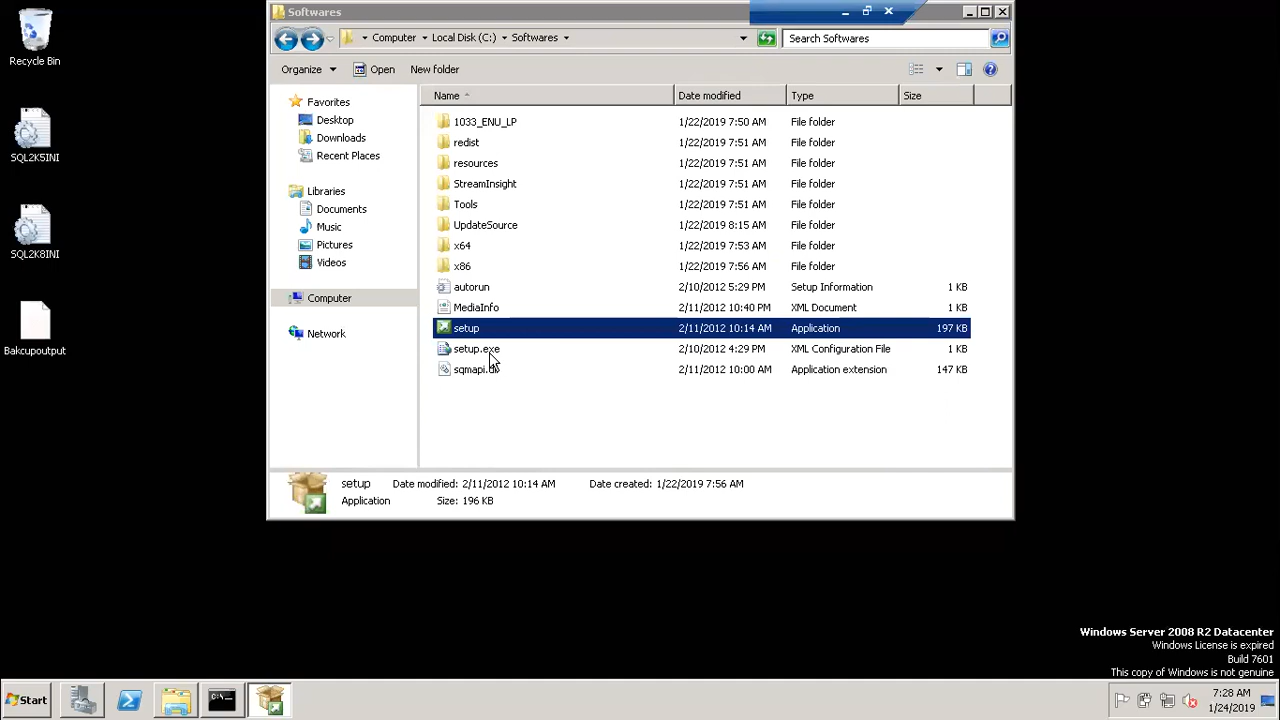 Softwares
Computer Local Disk (C:) Softwares
Search Softwares
Organize Open New folder
Name Date modified Type Size
Recycle Bin
SQL2K5INI
SQL2K8INI
Bakcupoutput
Favorites
Desktop
Downloads
Recent Places
Libraries
Documents
Music
Pictures
Videos
Computer
Network
1033_ENU_LP 1/22/2019 7:50 AM File folder
redist 1/22/2019 7:51 AM File folder
resources 1/22/2019 7:51 AM File folder
StreamInsight 1/22/2019 7:51 AM File folder
Tools 1/22/2019 7:51 AM File folder
UpdateSource 1/22/2019 8:15 AM File folder
x64 1/22/2019 7:53 AM File folder
x86 1/22/2019 7:56 AM File folder
autorun 2/10/2012 5:29 PM Setup Information 1 KB
MediaInfo 2/11/2012 10:40 PM XML Document 1 KB
setup 2/11/2012 10:14 AM Application 197 KB
setup.exe 2/10/2012 4:29 PM XML Configuration File 1 KB
sqmapi.dll 2/11/2012 10:00 AM Application extension 147 KB
setup Date modified: 2/11/2012 10:14 AM Date created: 1/22/2019 7:56 AM
Application Size: 196 KB
Windows Server 2008 R2 Datacenter
Windows License is expired
Build 7601
This copy of Windows is not genuine
Start
7:28 AM
1/24/2019